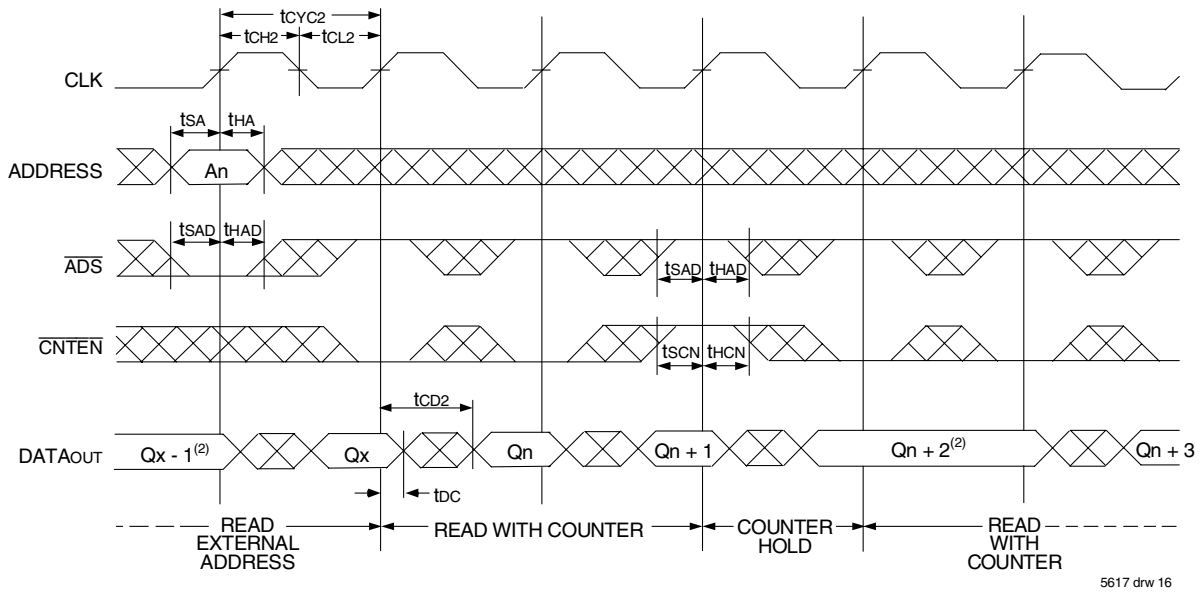 tCYC2
tCH2 tCL2
CLK
tSA tHA
ADDRESS An
tSAD tHAD
ADS
tSAD tHAD
CNTEN
tSCN tHCN
tCD2
DATAOUT Qx - 1(2) Qx Qn Qn + 1 Qn + 2(2) Qn + 3
tDC
READ EXTERNAL ADDRESS
READ WITH COUNTER
COUNTER HOLD
READ WITH COUNTER
5617 drw 16